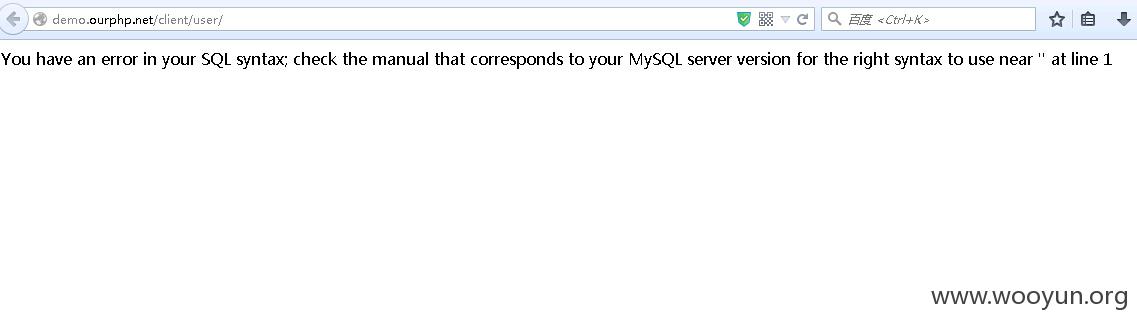 demo.ourphp.net/client/user/
百度 <Ctrl+K>
You have an error in your SQL syntax; check the manual that corresponds to your MySQL server version for the right syntax to use near '' at line 1
www.wooyun.org